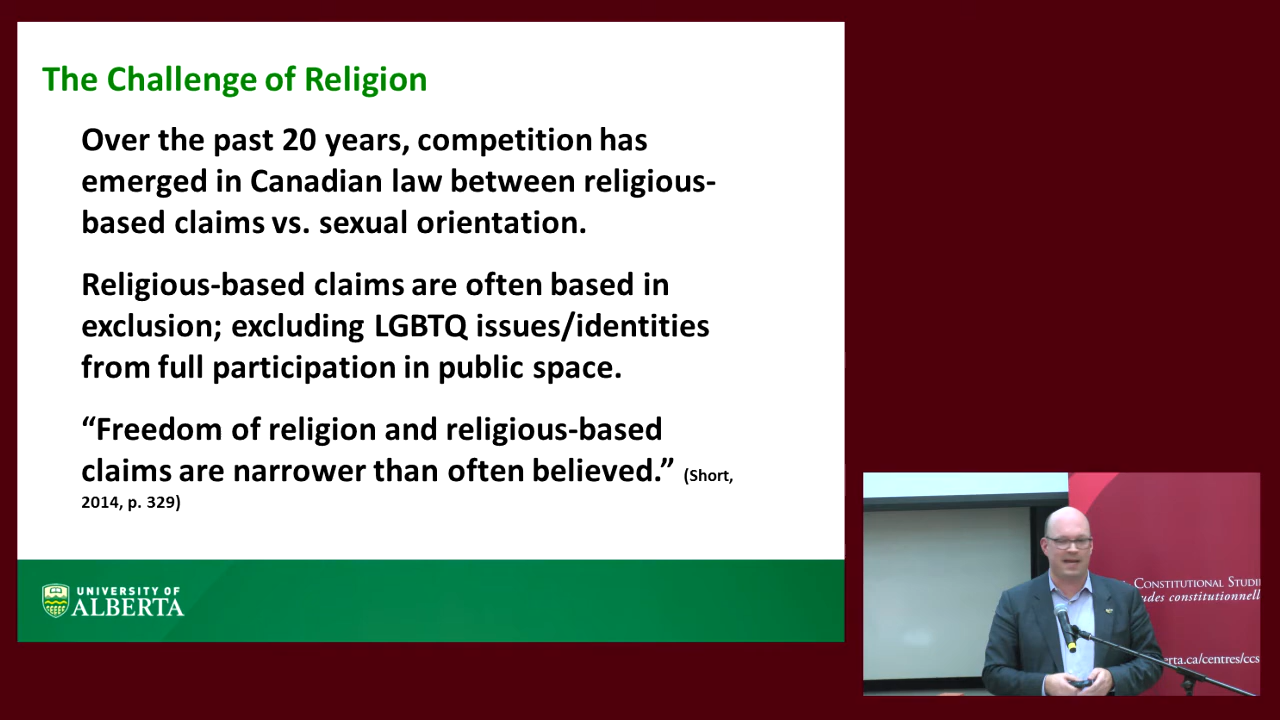 The Challenge of Religion
Over the past 20 years, competition has
emerged in Canadian law between religious-
based claims vs. sexual orientation.
Religious-based claims are often based in
exclusion; excluding LGBTQ issues/identities
from full participation in public space.
“Freedom of religion and religious-based
claims are narrower than often believed.” (Short,
2014, p. 329)
UNIVERSITY OF
ALBERTA
Constitutional Studi
udes constitutionnell
erta.ca/centres/ccs